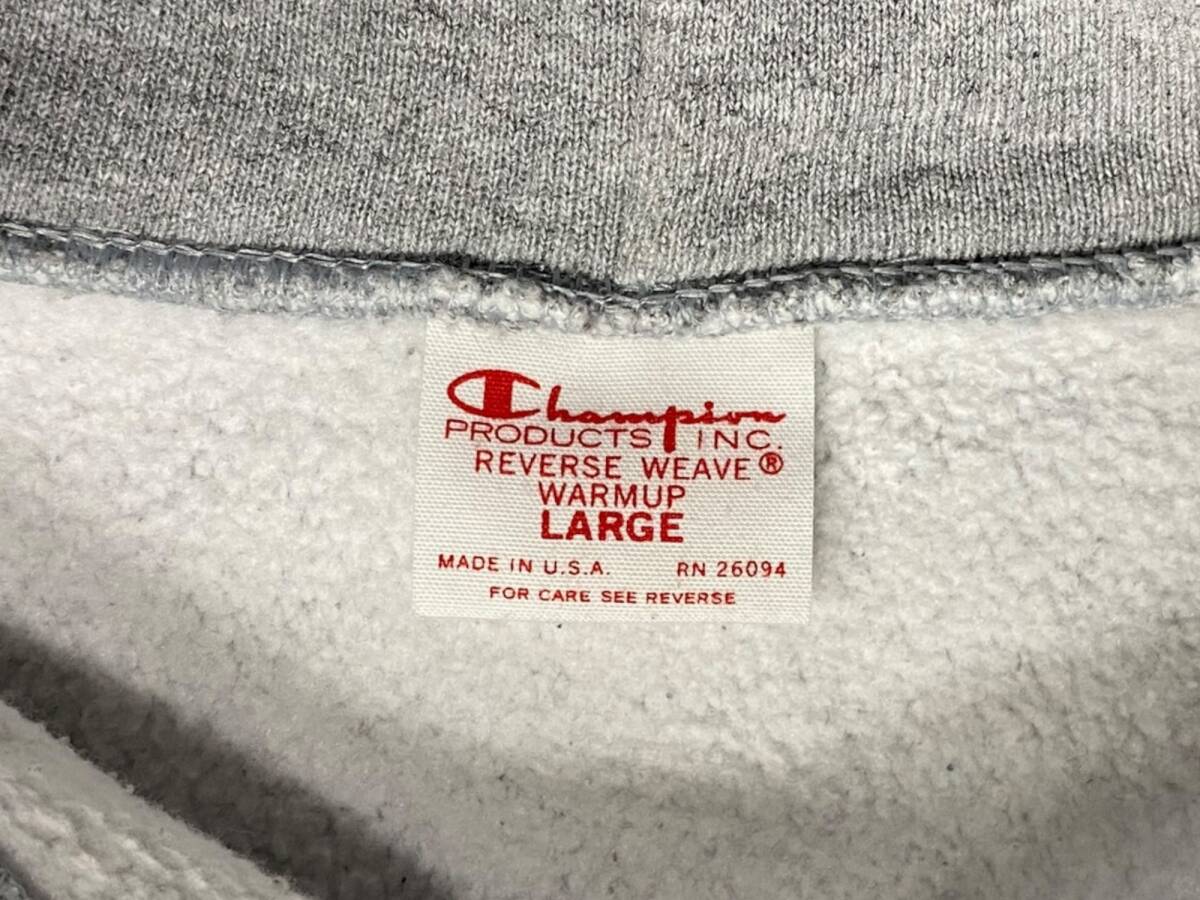 Champion
PRODUCTS INC.
REVERSE WEAVE®
WARMUP
LARGE
MADE IN U.S.A. RN 26094
FOR CARE SEE REVERSE